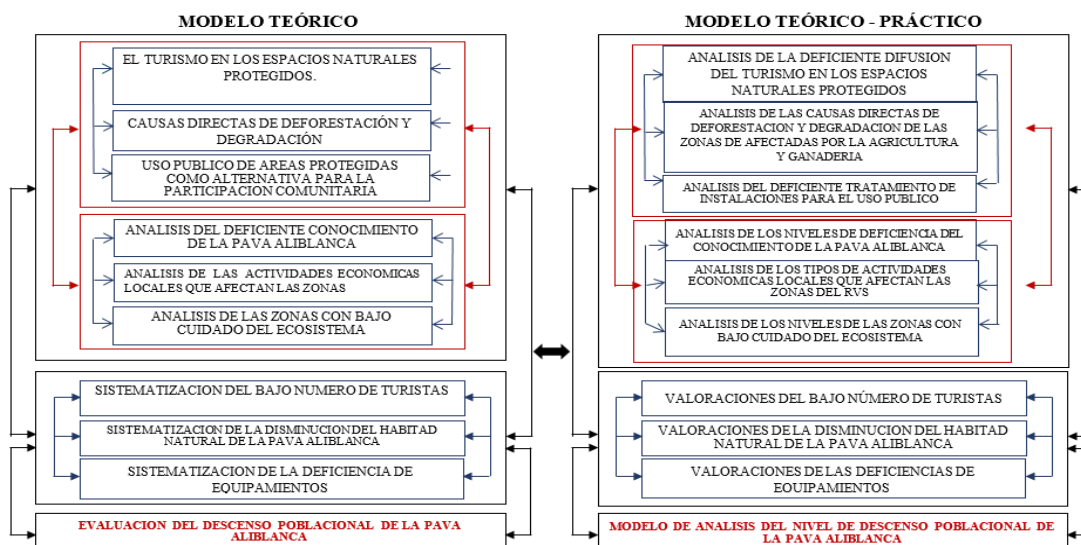 MODELO TEÓRICO
EL TURISMO EN LOS ESPACIOS NATURALES
PROTEGIDOS.
CAUSAS DIRECTAS DE DEFORESTACIÓN Y
DEGRADACIÓN
USO PUBLICO DE AREAS PROTEGIDAS
COMO ALTERNATIVA PARA LA
PARTICIPACION COMUNITARIA
ANALISIS DEL DEFICIENTE CONOCIMIENTO
DE LA PAVA ALIBLANCA
ANALISIS DE LAS ACTIVIDADES ECONOMICAS
LOCALES QUE AFECTAN LAS ZONAS
ANALISIS DE LAS ZONAS CON BAJO
CUIDADO DEL ECOSISTEMA
SISTEMATIZACION DEL BAJO NUMERO DE TURISTAS
SISTEMATIZACION DE LA DISMINUCION DEL HABITAD
NATURAL DE LA PAVA ALIBLANCA
SISTEMATIZACION DE LA DEFICIENCIA DE
EQUIPAMIENTOS
EVALUACION DEL DESCENSO POBLACIONAL DE LA PAVA
ALIBLANCA
MODELO TEÓRICO - PRÁCTICO
ANALISIS DE LA DEFICIENTE DIFUSION
DEL TURISMO EN LOS ESPACIOS
NATURALES PROTEGIDOS
ANALISIS DE LAS CAUSAS DIRECTAS DE
DEFORESTACION Y DEGRADACION DE LAS
ZONAS DE AFECTADAS POR LA AGRICULTURA
Y GANADERIA
ANALISIS DEL DEFICIENTE TRATAMIENTO DE
INSTALACIONES PARA EL USO PUBLICO
ANALISIS DE LOS NIVELES DE DEFICIENCIA DEL
CONOCIMIENTO DE LA PAVA ALIBLANCA
ANALISIS DE LOS TIPOS DE ACTIVIDADES
ECONOMICAS LOCALES QUE AFECTAN LAS
ZONAS DEL RVS
ANALISIS DE LOS NIVELES DE LAS ZONAS CON
BAJO CUIDADO DEL ECOSISTEMA
VALORACIONES DEL BAJO NÚMERO DE TURISTAS
VALORACIONES DE LA DISMINUCION DEL HABITAD
NATURAL DE LA PAVA ALIBLANCA
VALORACIONES DE LAS DEFICIENCIAS DE
EQUIPAMIENTOS
MODELO DE ANALISIS DEL NIVEL DE DESCENSO POBLACIONAL DE
LA PAVA ALIBLANCA